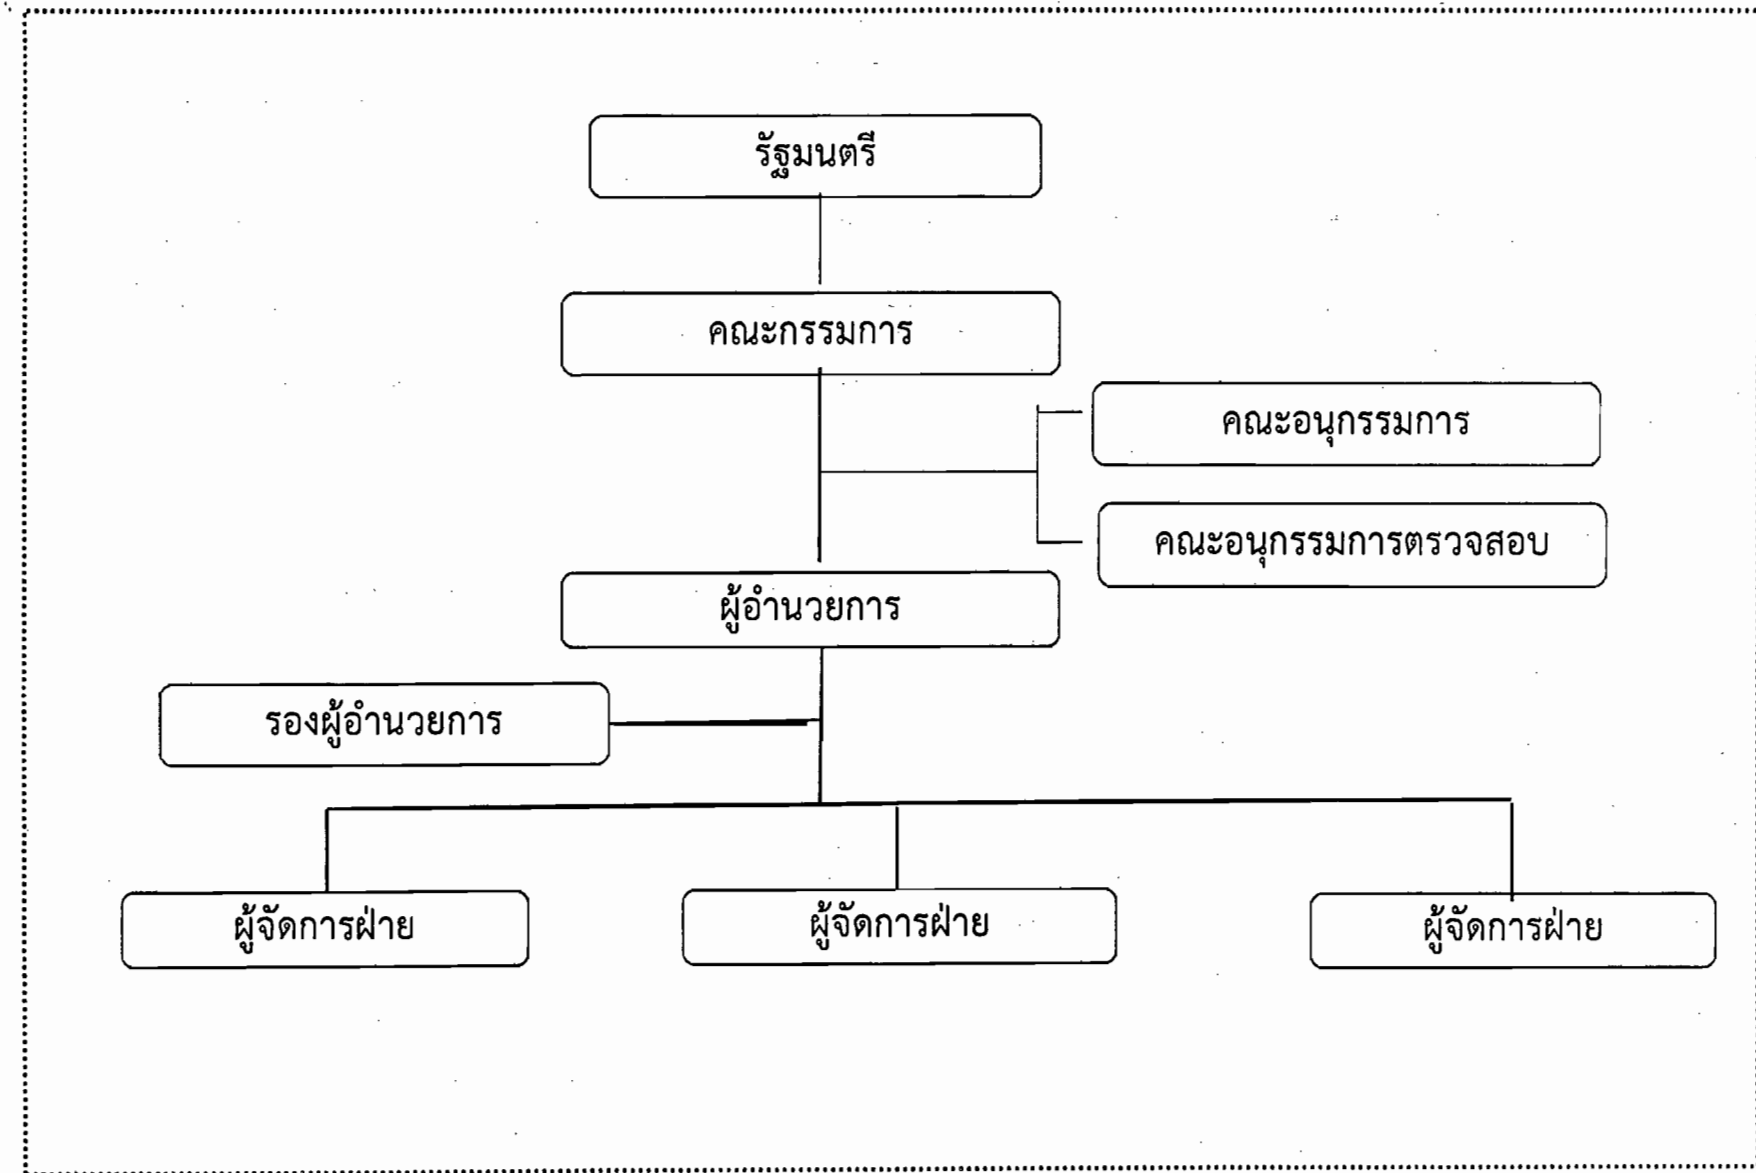 รัฐมนตรี
คณะกรรมการ
คณะอนุกรรมการ
คณะอนุกรรมการตรวจสอบ
ผู้อำนวยการ
รองผู้อำนวยการ
ผู้จัดการฝ่าย
ผู้จัดการฝ่าย
ผู้จัดการฝ่าย